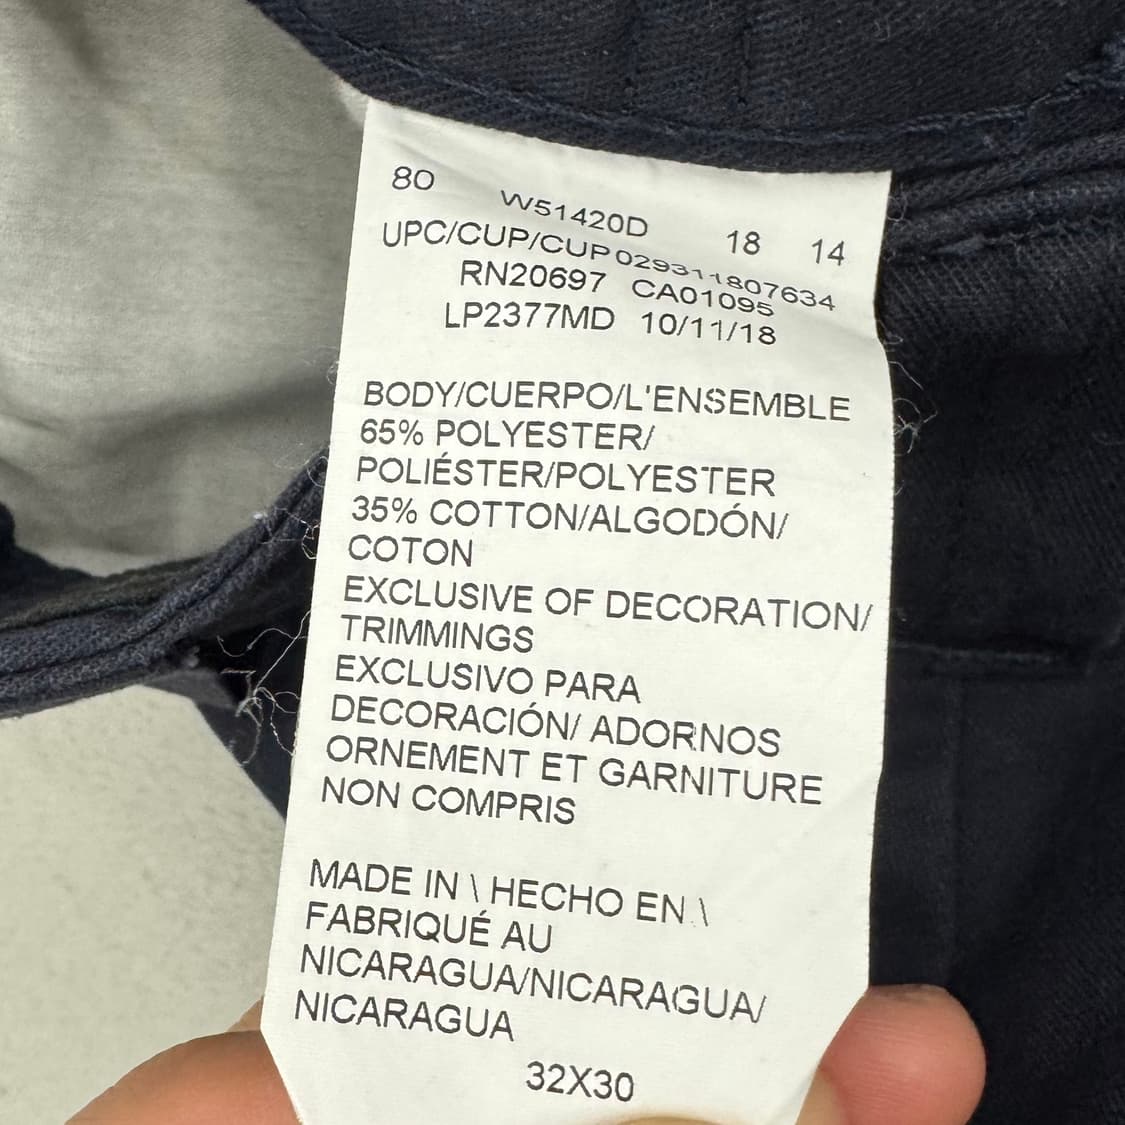 80 W51420D 18 14
UPC/CUP/CUP 029311807634
RN20697 CA01095
LP2377MD 10/11/18
BODY/CUERPO/L'ENSEMBLE
65% POLYESTER/
POLIÉSTER/POLYESTER
35% COTTON/ALGODÓN/
COTON
EXCLUSIVE OF DECORATION/
TRIMMINGS
EXCLUSIVO PARA
DECORACIÓN/ ADORNOS
ORNEMENT ET GARNITURE
NON COMPRIS
MADE IN \ HECHO EN \
FABRIQUÉ AU
NICARAGUA/NICARAGUA/
NICARAGUA
32X30